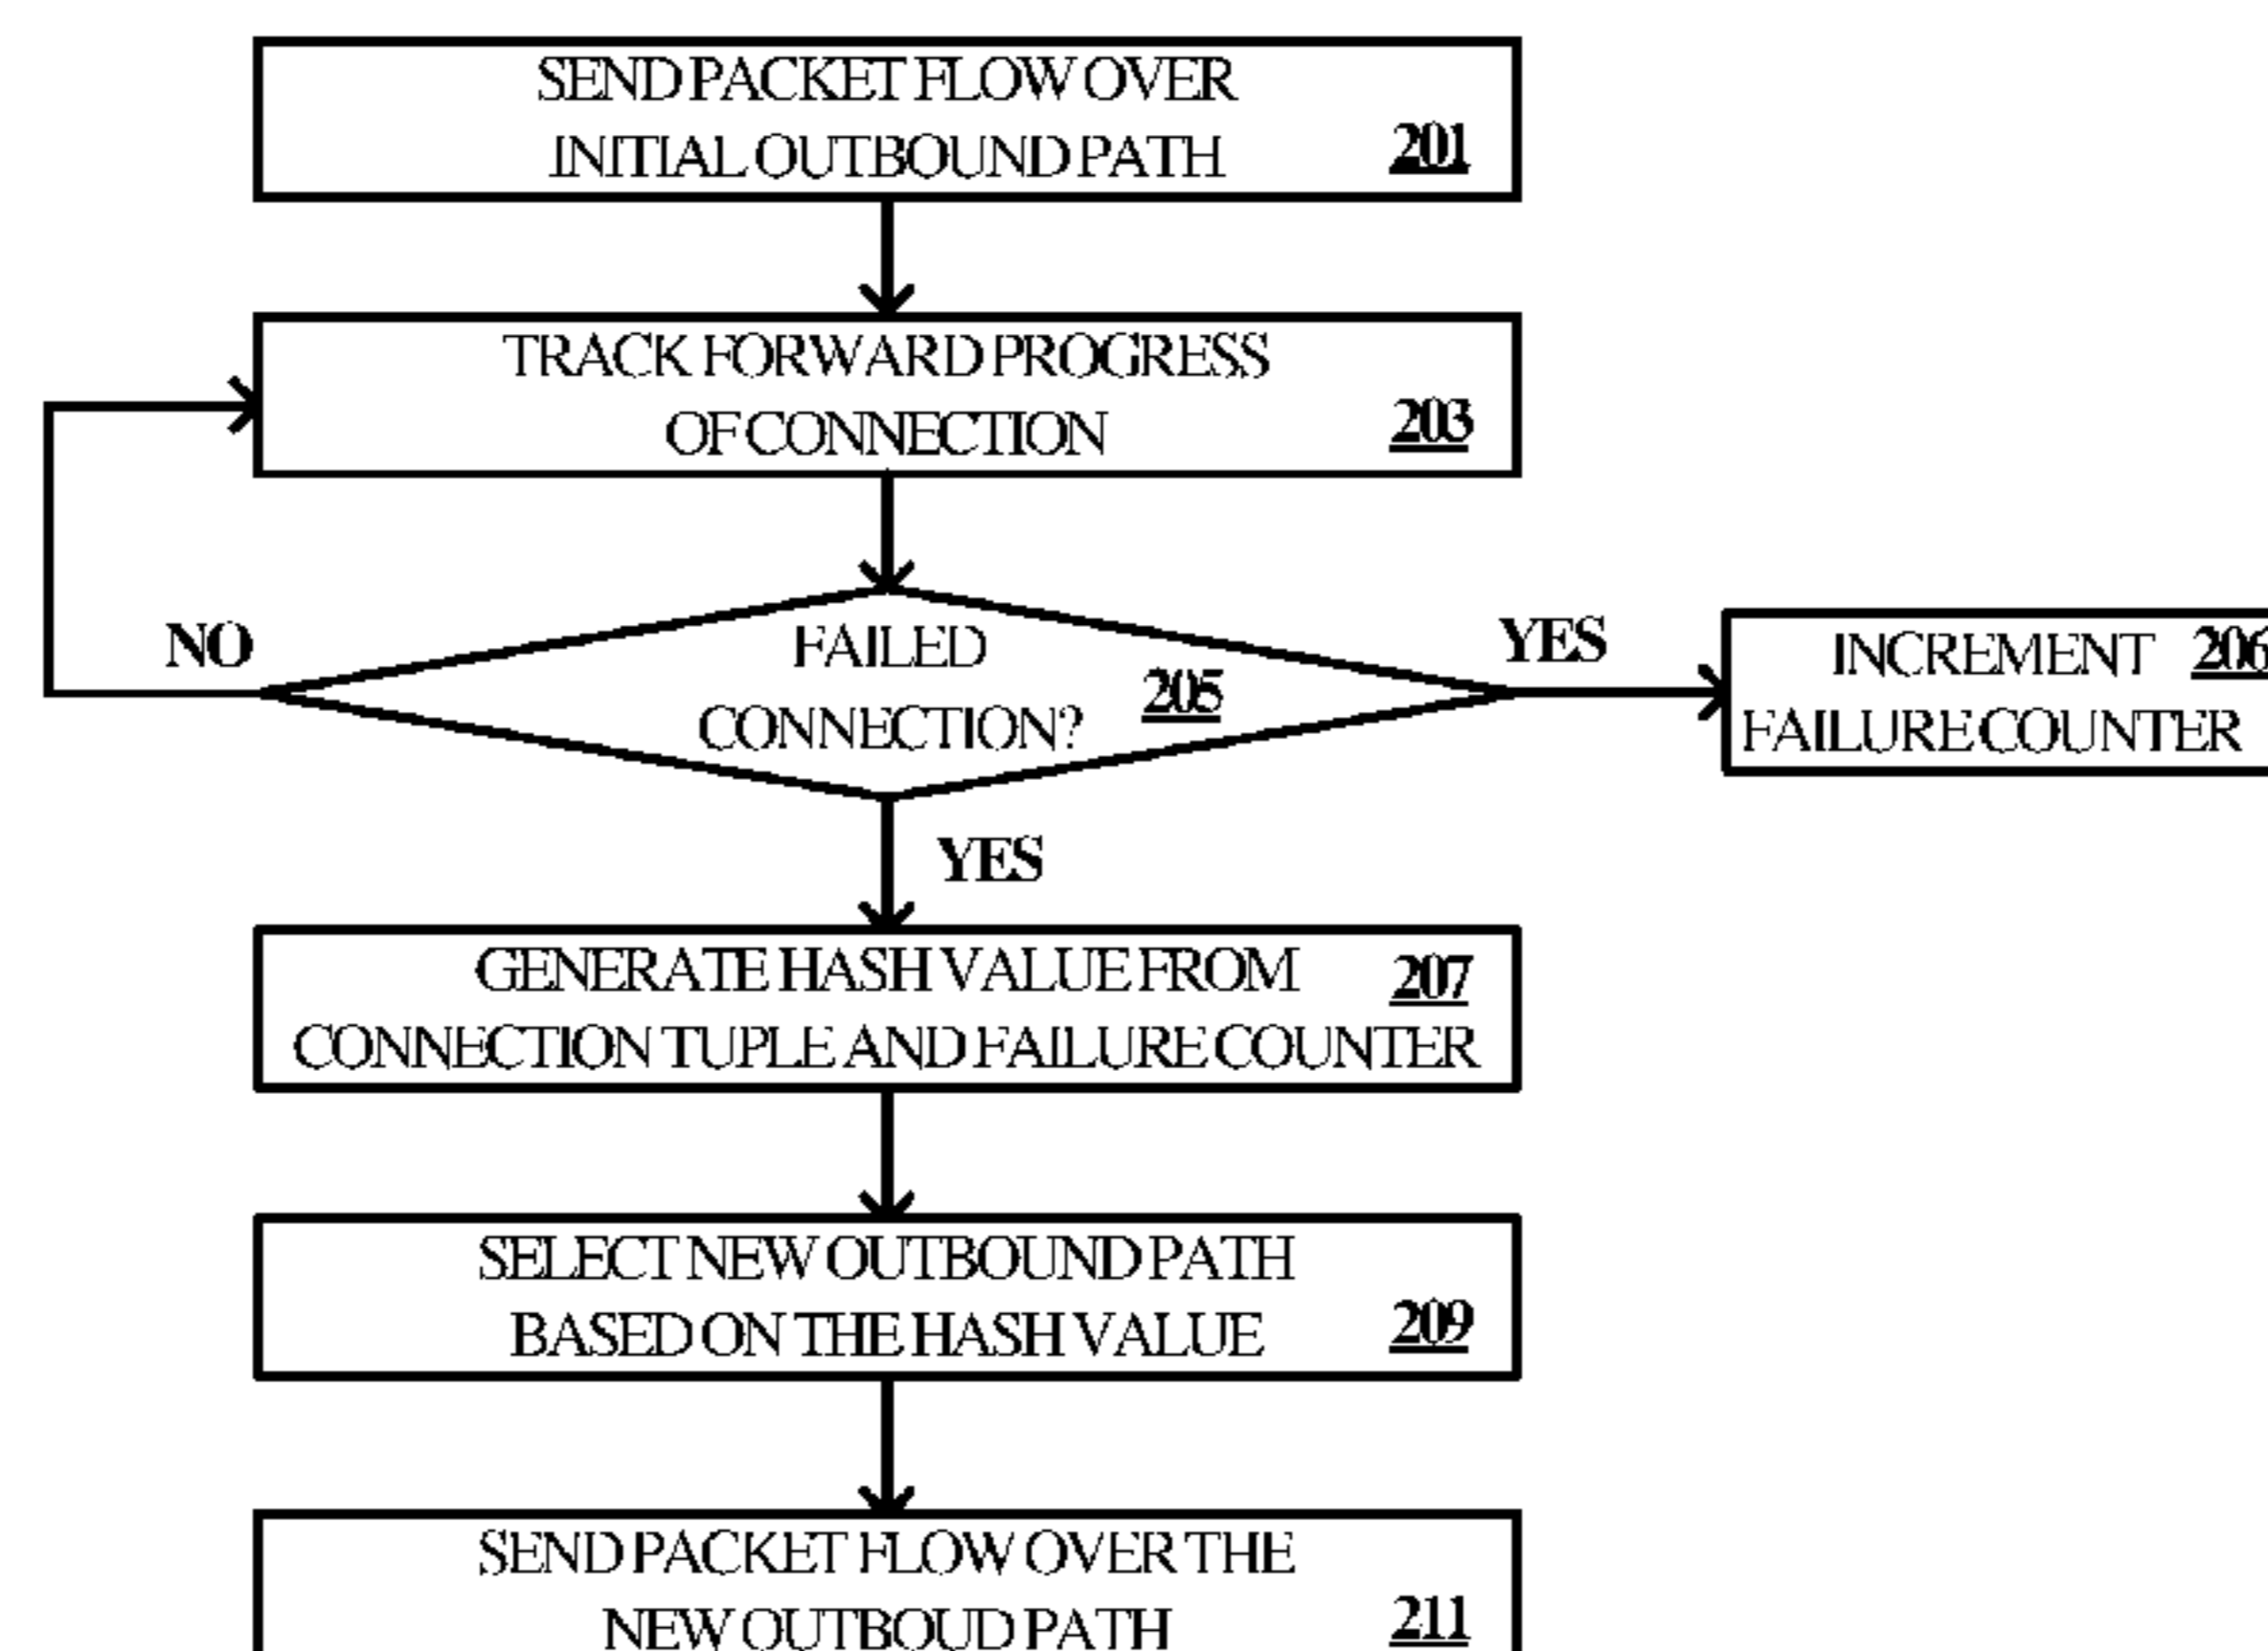 SEND PACKET FLOW OVER
INITIAL OUTBOUND PATH 201
TRACK FORWARD PROGRESS
OF CONNECTION 203
NO
FAILED
CONNECTION? 205
YES
INCREMENT 206
FAILURE COUNTER
YES
GENERATE HASH VALUE FROM 207
CONNECTION TUPLE AND FAILURE COUNTER
SELECT NEW OUTBOUND PATH
BASED ON THE HASH VALUE 209
SEND PACKET FLOW OVER THE
NEW OUTBOUD PATH 211